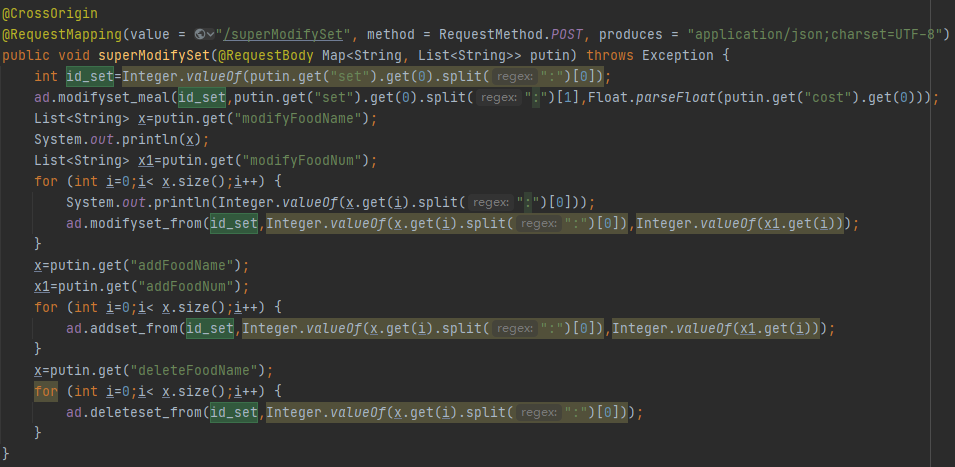 @CrossOrigin
@RequestMapping(value = "/superModifySet", method = RequestMethod.POST, produces = "application/json;charset=UTF-8")
public void superModifySet(@RequestBody Map<String, List<String>> putin) throws Exception {
int id_set=Integer.valueOf(putin.get("set").get(0).split( regex: ":")[0]);
ad.modifyset_meal(id_set,putin.get("set").get(0).split( regex: ":")[1],Float.parseFloat(putin.get("cost").get(0)));
List<String> x=putin.get("modifyFoodName");
System.out.println(x);
List<String> x1=putin.get("modifyFoodNum");
for (int i=0;i< x.size();i++) {
System.out.println(Integer.valueOf(x.get(i).split( regex: ":")[0]));
ad.modifyset_from(id_set,Integer.valueOf(x.get(i).split( regex: ":")[0]),Integer.valueOf(x1.get(i)));
}
x=putin.get("addFoodName");
x1=putin.get("addFoodNum");
for (int i=0;i< x.size();i++) {
ad.addset_from(id_set,Integer.valueOf(x.get(i).split( regex: ":")[0]),Integer.valueOf(x1.get(i)));
}
x=putin.get("deleteFoodName");
for (int i=0;i< x.size();i++) {
ad.deleteset_from(id_set,Integer.valueOf(x.get(i).split( regex: ":")[0]));
}
}